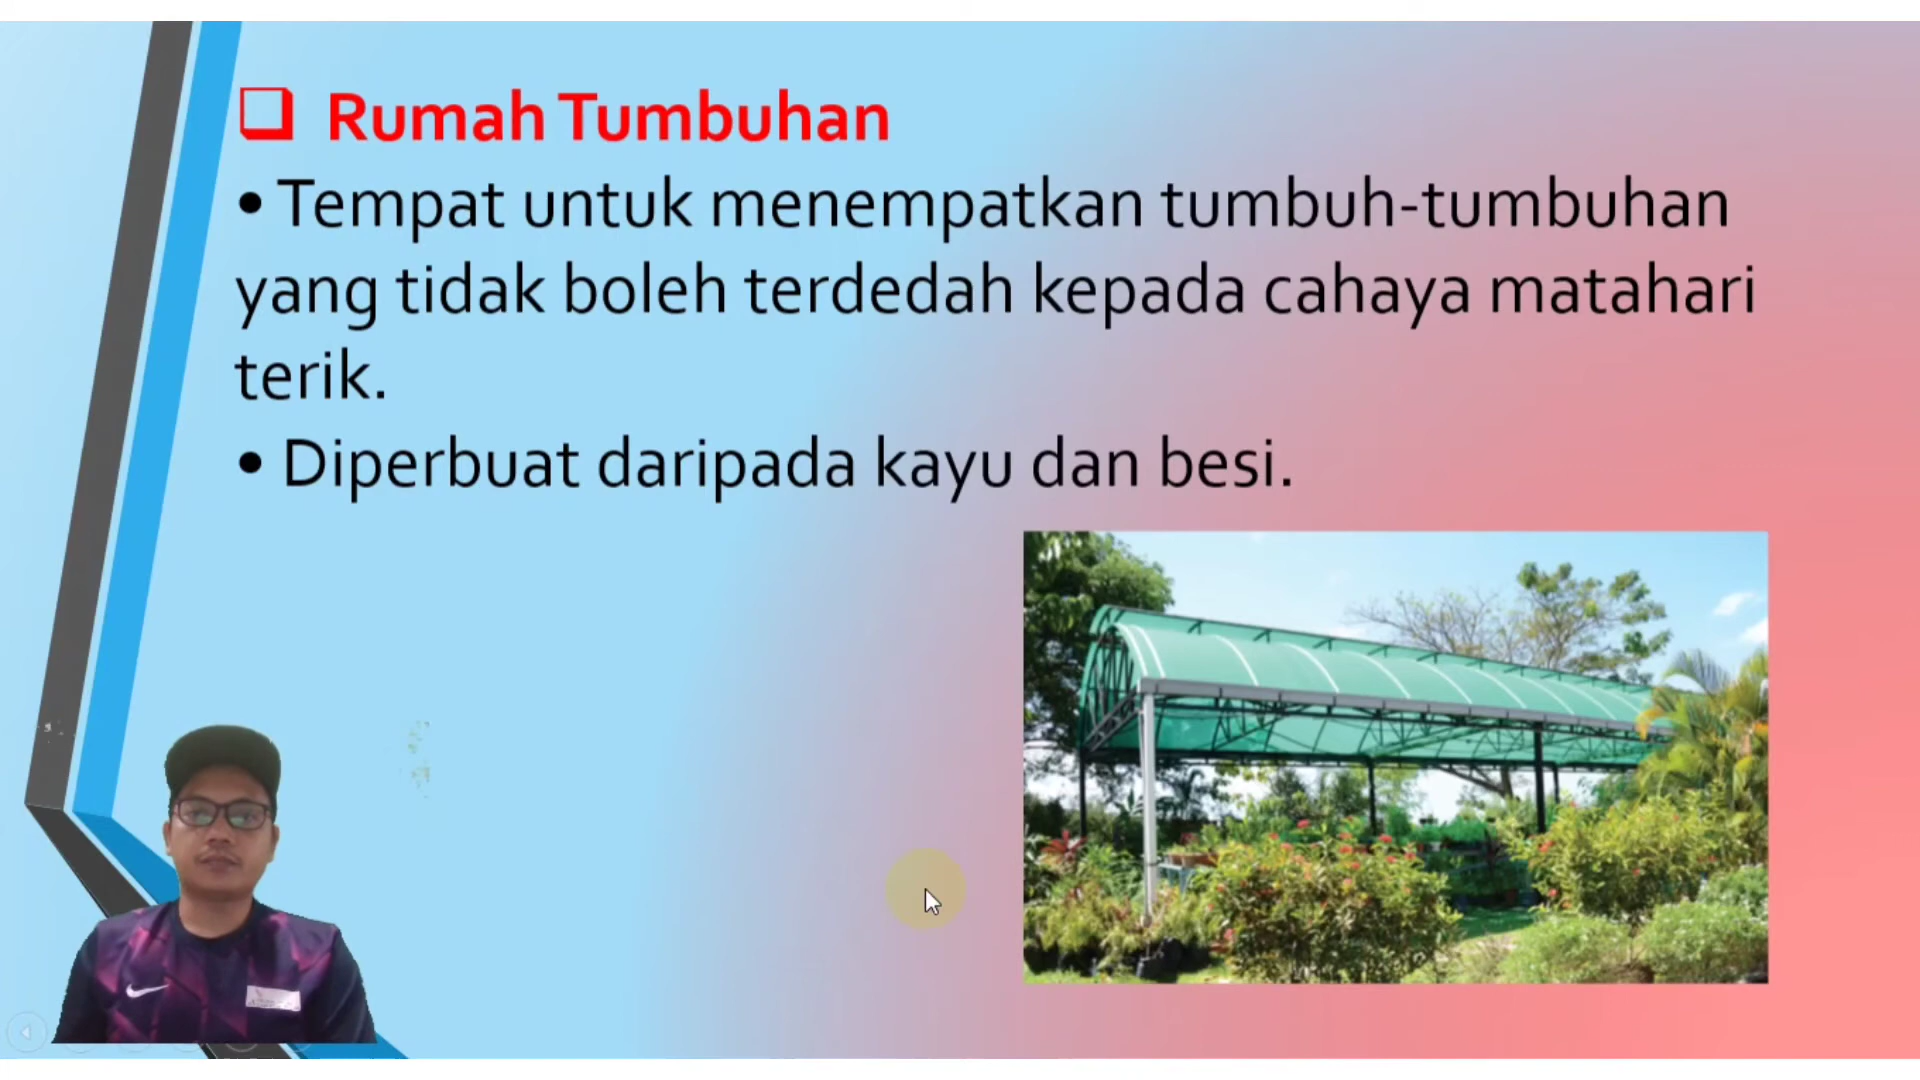 ❑ Rumah Tumbuhan
• Tempat untuk menempatkan tumbuh-tumbuhan
yang tidak boleh terdedah kepada cahaya matahari
terik.
• Diperbuat daripada kayu dan besi.